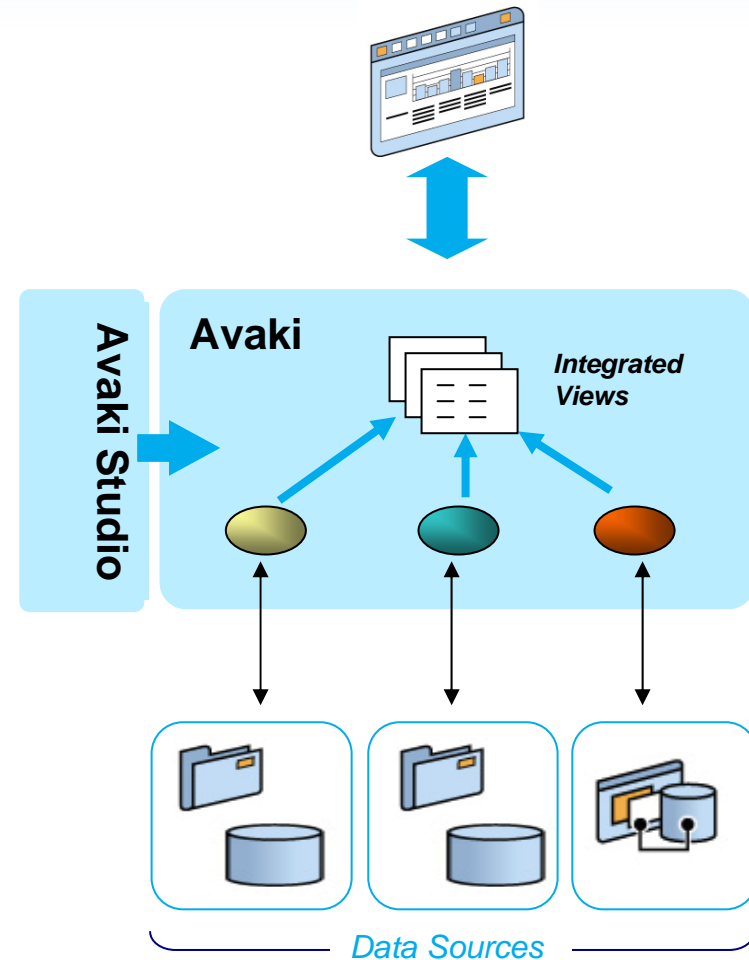 Avaki Studio
Avaki
Integrated
Views
Data Sources